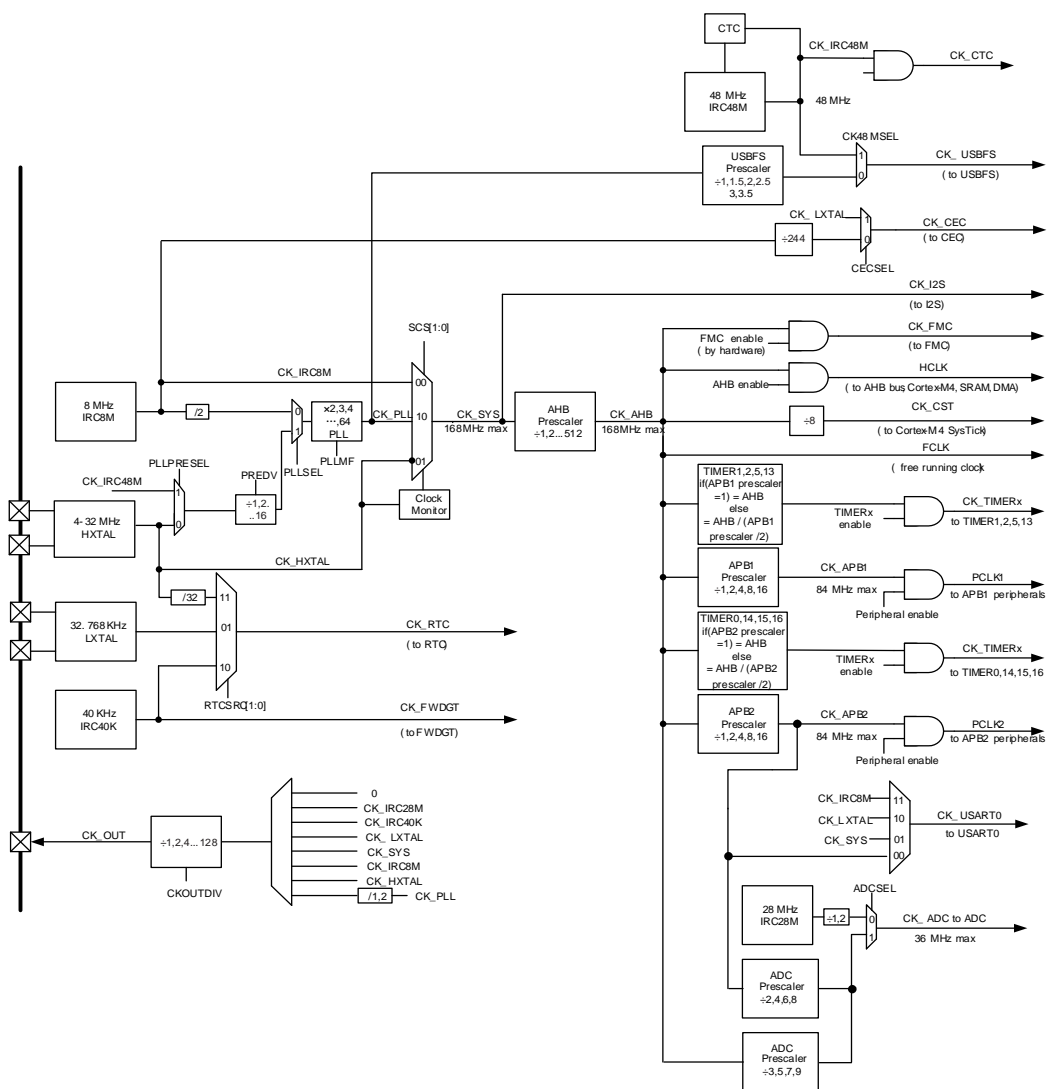 CTC
CK_IRC48M
CK_CTC
48 MHz
IRC48M
48 MHz
CK48MSEL
USBFS
Prescaler
÷1,1.5,2,2.5
3,3.5
1
0
CK_ USBFS
( to USBFS)
CK_ LXTAL
÷244
1
0
CK_CEC
( to CEC)
CECSEL
CK_I2S
(to I2S)
SCS[1:0]
FMC enable
( by hardware)
CK_FMC
(to FMC)
CK_IRC8M
00
HCLK
AHB enable
( to AHB bus,Cortex-M4, SRAM, DMA)
8 MHz
IRC8M
/2
0
1
×2,3,4
…,64
PLL
CK_PLL
10
CK_SYS
168MHz max
AHB
Prescaler
÷1,2... 512
CK_AHB
168MHz max
÷8
CK_CST
( to Cortex-M4 SysTick)
PLLSEL
PLLMF
01
FCLK
( free running clock)
PLLPRESEL
PREDV
CK_IRC48M
1
0
÷1,2.
..16
Clock
Monitor
4-32 MHz
HXTAL
TIMER1,2,5,13
if(APB1 prescaler
=1) = AHB
else
= AHB / (APB1
prescaler /2)
TIMERx
enable
CK_TIMERx
to TIMER1,2,5,13
CK_HXTAL
APB1
Prescaler
÷1,2,4,8,16
CK_APB1
84 MHz max
PCLK1
to APB1 peripherals
Peripheral enable
/32
11
01
10
32.768 KHz
LXTAL
CK_RTC
( to RTC)
TIMER0,14,15,16
if(APB2 prescaler
=1) = AHB
else
= AHB / (APB2
prescaler /2)
TIMERx
enable
CK_TIMERx
to TIMER0,14,15,16
RTCSRC[1:0]
40 KHz
IRC40K
CK_FWDGT
( to FWDGT)
APB2
Prescaler
÷1,2,4,8,16
CK_APB2
84 MHz max
PCLK2
to APB2 peripherals
Peripheral enable
CK_OUT
÷1,2,4... 128
CKOUTDIV
0
CK_IRC28M
CK_IRC40K
CK_ LXTAL
CK_SYS
CK_IRC8M
CK_HXTAL
/1,2
CK_PLL
CK_IRC8M
CK_LXTAL
CK_SYS
11
10
01
00
CK_USART0
to USART0
ADCSEL
28 MHz
IRC28M
÷1,2
0
1
CK_ ADC to ADC
36 MHz max
ADC
Prescaler
÷2,4,6,8
ADC
Prescaler
÷3,5,7,9